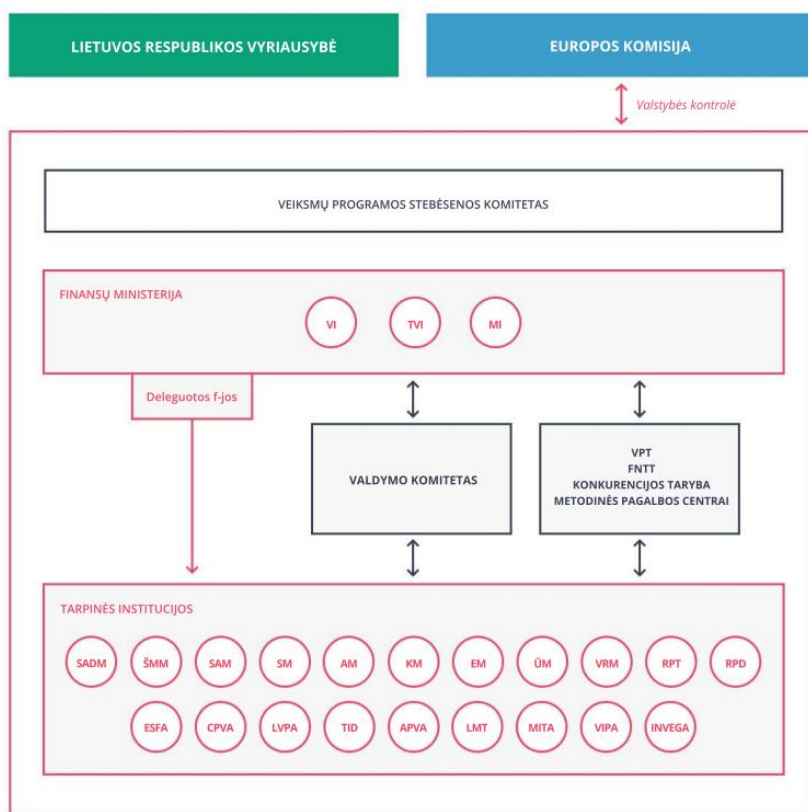 LIETUVOS RESPUBLIKOS VYRIAUSYBĖ
EUROPOS KOMISIJA
Valstybės kontrolė
VEIKSMŲ PROGRAMOS STEBĖSENOS KOMITETAS
FINANSŲ MINISTERIJA
VI TVI MI
Deleguotos f-jos
VALDYMO KOMITETAS
VPT
FNTT
KONKURENCIJOS TARYBA
METODINĖS PAGALBOS CENTRAI
TARPINĖS INSTITUCIJOS
SADM ŠMM SAM SM AM KM EM ŪM VRM RPT RPD
ESFA CPVA LVPA TID APVA LMT MITA VIPA INVEGA